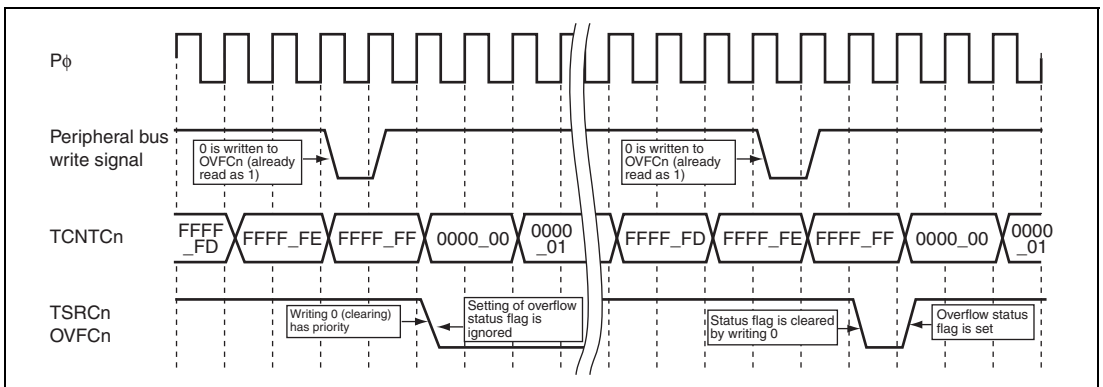 Pϕ
Peripheral bus
write signal
0 is written to
OVFCn (already
read as 1)
0 is written to
OVFCn (already
read as 1)
TCNTCn
FFFF
_FD
FFFF_FE
FFFF_FF
0000_00
0000
_01
FFFF_FD
FFFF_FE
FFFF_FF
0000_00
0000
_01
TSRCn
OVFCn
Writing 0 (clearing)
has priority
Setting of overflow
status flag is
ignored
Status flag is cleared
by writing 0
Overflow status
flag is set